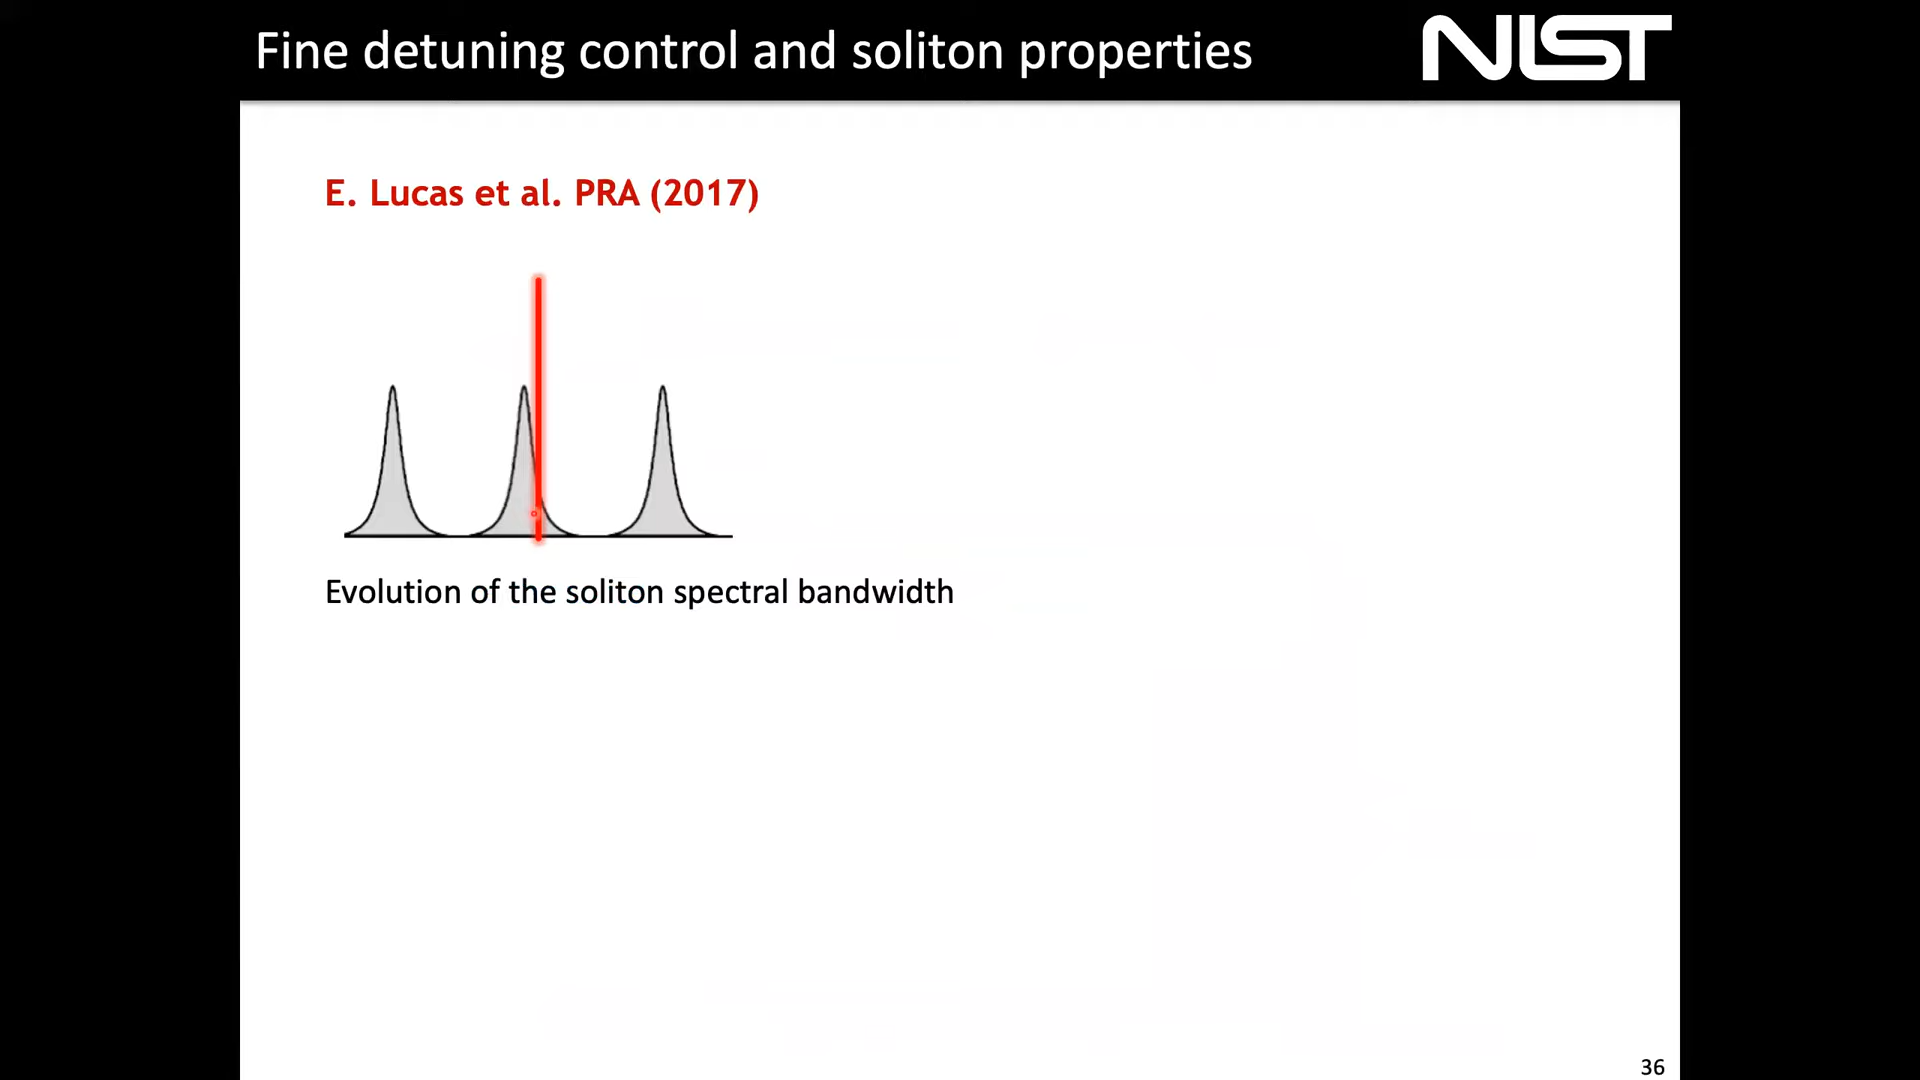 Fine detuning control and soliton properties
NIST
E. Lucas et al. PRA (2017)
Evolution of the soliton spectral bandwidth
36